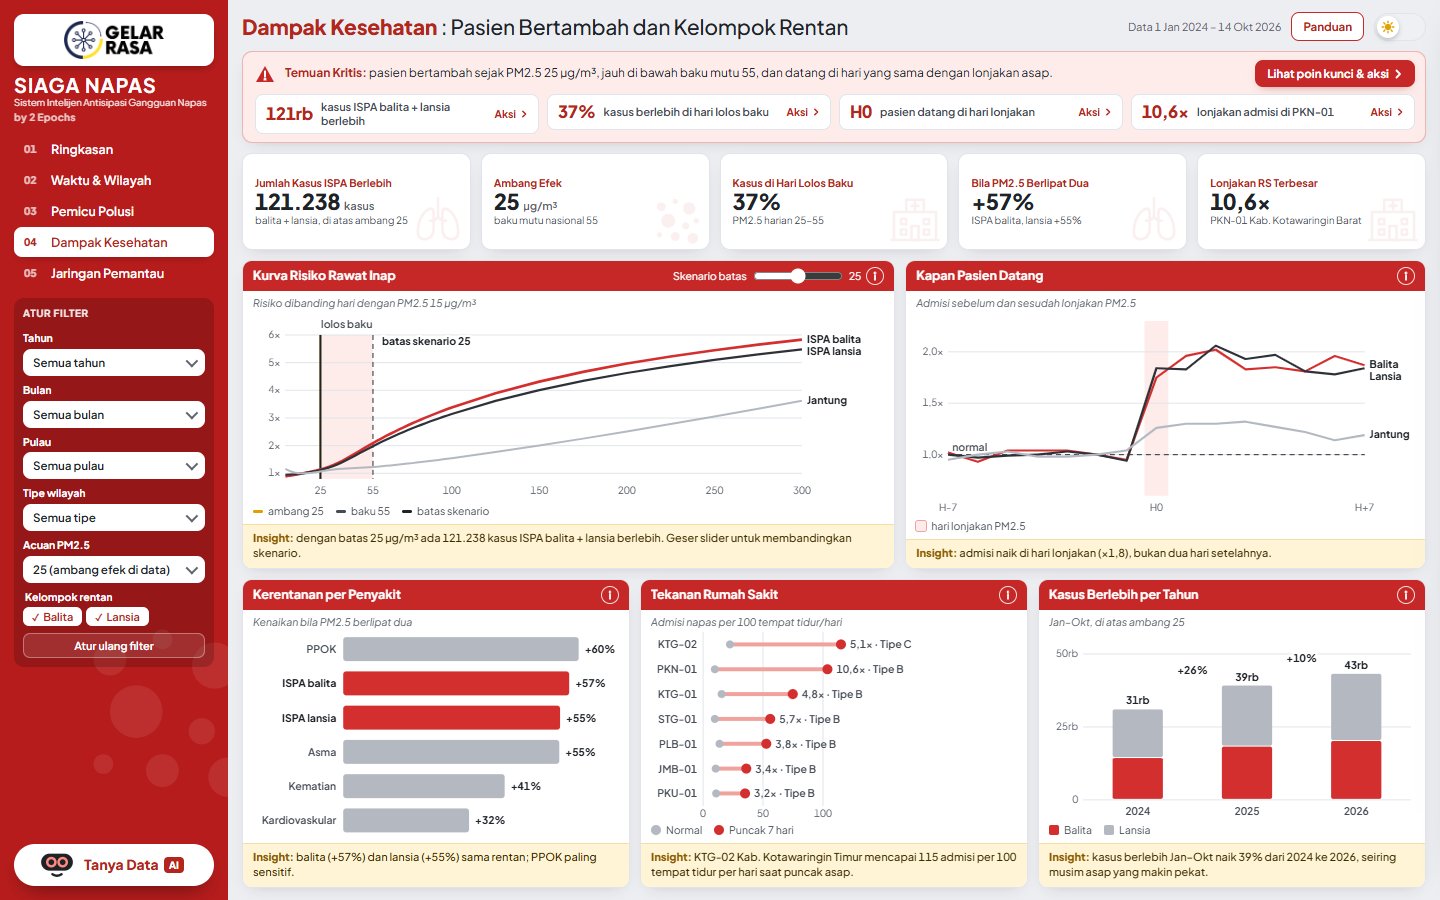 GELAR
RASA
SIAGA NAPAS
Sistem Intelijen Antisipasi Gangguan Napas
by 2 Epochs
01 Ringkasan
02 Waktu & Wilayah
03 Pemicu Polusi
04 Dampak Kesehatan
05 Jaringan Pemantau
ATUR FILTER
Tahun
Semua tahun
Bulan
Semua bulan
Pulau
Semua pulau
Tipe wilayah
Semua tipe
Acuan PM2.5
25 (ambang efek di data)
Kelompok rentan
✓ Balita ✓ Lansia
Atur ulang filter
Tanya Data AI
Dampak Kesehatan : Pasien Bertambah dan Kelompok Rentan
Data 1 Jan 2024 – 14 Okt 2026
Panduan
Temuan Kritis: pasien bertambah sejak PM2.5 25 µg/m³, jauh di bawah baku mutu 55, dan datang di hari yang sama dengan lonjakan asap.
Lihat poin kunci & aksi
121rb kasus ISPA balita + lansia berlebih Aksi
37% kasus berlebih di hari lolos baku Aksi
H0 pasien datang di hari lonjakan Aksi
10,6× lonjakan admisi di PKN-01 Aksi
Jumlah Kasus ISPA Berlebih
121.238 kasus
balita + lansia, di atas ambang 25
Ambang Efek
25 µg/m³
baku mutu nasional 55
Kasus di Hari Lolos Baku
37%
PM2.5 harian 25–55
Bila PM2.5 Berlipat Dua
+57%
ISPA balita, lansia +55%
Lonjakan RS Terbesar
10,6×
PKN-01 Kab. Kotawaringin Barat
Kurva Risiko Rawat Inap
Skenario batas 25
Risiko dibanding hari dengan PM2.5 15 µg/m³
lolos baku
batas skenario 25
6×
5×
4×
3×
2×
1×
ISPA balita
ISPA lansia
Jantung
25 55 100 150 200 250 300
ambang 25 baku 55 batas skenario
Insight: dengan batas 25 µg/m³ ada 121.238 kasus ISPA balita + lansia berlebih. Geser slider untuk membandingkan
skenario.
Kapan Pasien Datang
Admisi sebelum dan sesudah lonjakan PM2.5
2.0×
1.5×
1.0×
normal
Balita
Lansia
Jantung
H-7 H0 H+7
hari lonjakan PM2.5
Insight: admisi naik di hari lonjakan (×1,8), bukan dua hari setelahnya.
Kerentanan per Penyakit
Kenaikan bila PM2.5 berlipat dua
PPOK +60%
ISPA balita +57%
ISPA lansia +55%
Asma +55%
Kematian +41%
Kardiovaskular +32%
Insight: balita (+57%) dan lansia (+55%) sama rentan; PPOK paling
sensitif.
Tekanan Rumah Sakit
Admisi napas per 100 tempat tidur/hari
KTG-02 5,1× · Tipe C
PKN-01 10,6× · Tipe B
KTG-01 4,8× · Tipe B
STG-01 5,7× · Tipe B
PLB-01 3,8× · Tipe B
JMB-01 3,4× · Tipe B
PKU-01 3,2× · Tipe B
0 50 100
Normal Puncak 7 hari
Insight: KTG-02 Kab. Kotawaringin Timur mencapai 115 admisi per 100
tempat tidur per hari saat puncak asap.
Kasus Berlebih per Tahun
Jan–Okt, di atas ambang 25
50rb
25rb
0
31rb
+26%
39rb
+10%
43rb
2024 2025 2026
Balita Lansia
Insight: kasus berlebih Jan–Okt naik 39% dari 2024 ke 2026, seiring
musim asap yang makin pekat.